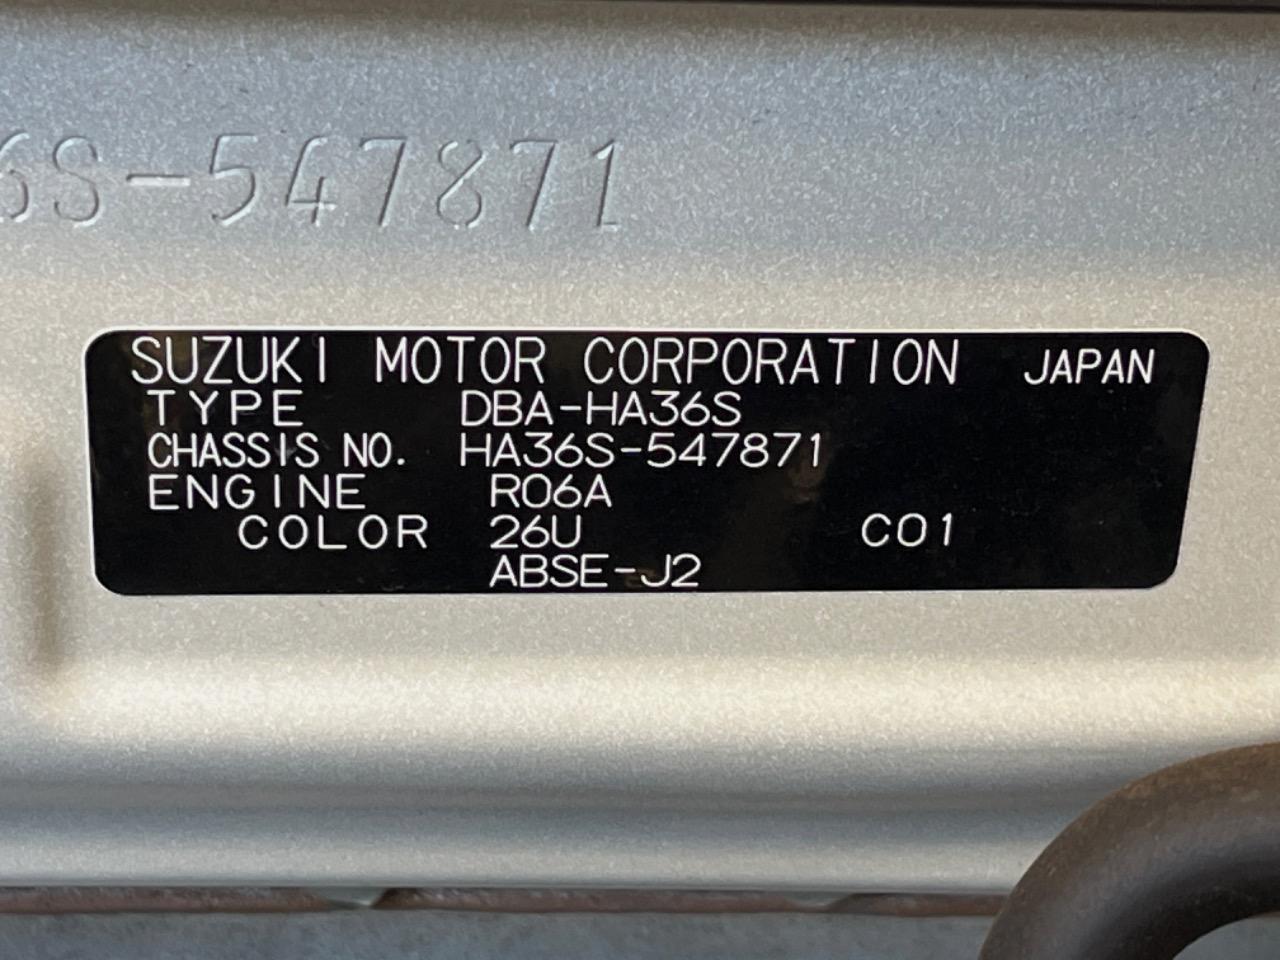 6S-547871
SUZUKI MOTOR CORPORATION JAPAN
TYPE DBA-HA36S
CHASSIS NO. HA36S-547871
ENGINE R06A
COLOR 26U C01
ABSE-J2